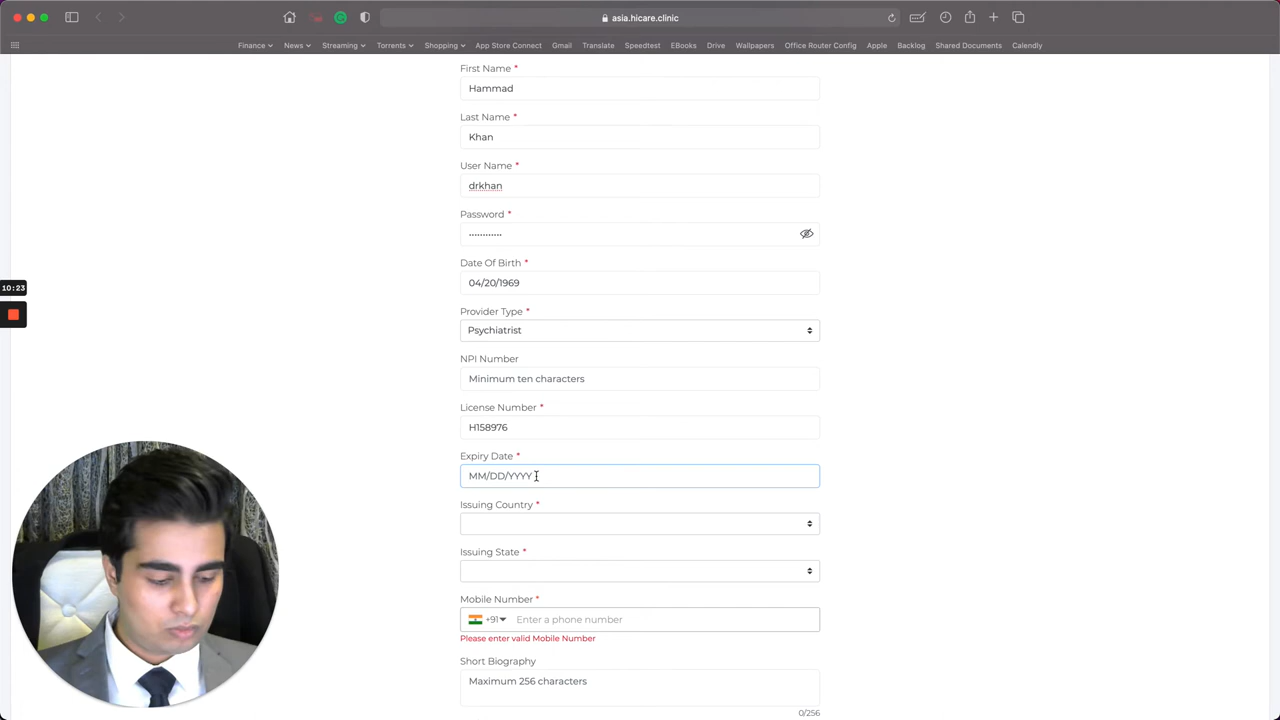 asia.hicare.clinic
Finance News Streaming Torrents Shopping App Store Connect Gmail Translate Speedtest EBooks Drive Wallpapers Office Router Config Apple Backlog Shared Documents Calendly
First Name *
Hammad
Last Name *
Khan
User Name *
drkhan
Password *
............
Date Of Birth *
04/20/1969
10:23
Provider Type *
Psychiatrist
NPI Number
Minimum ten characters
License Number *
H158976
Expiry Date *
MM/DD/YYYY
Issuing Country *
Issuing State *
Mobile Number *
+91 Enter a phone number
Please enter valid Mobile Number
Short Biography
Maximum 256 characters
0/256